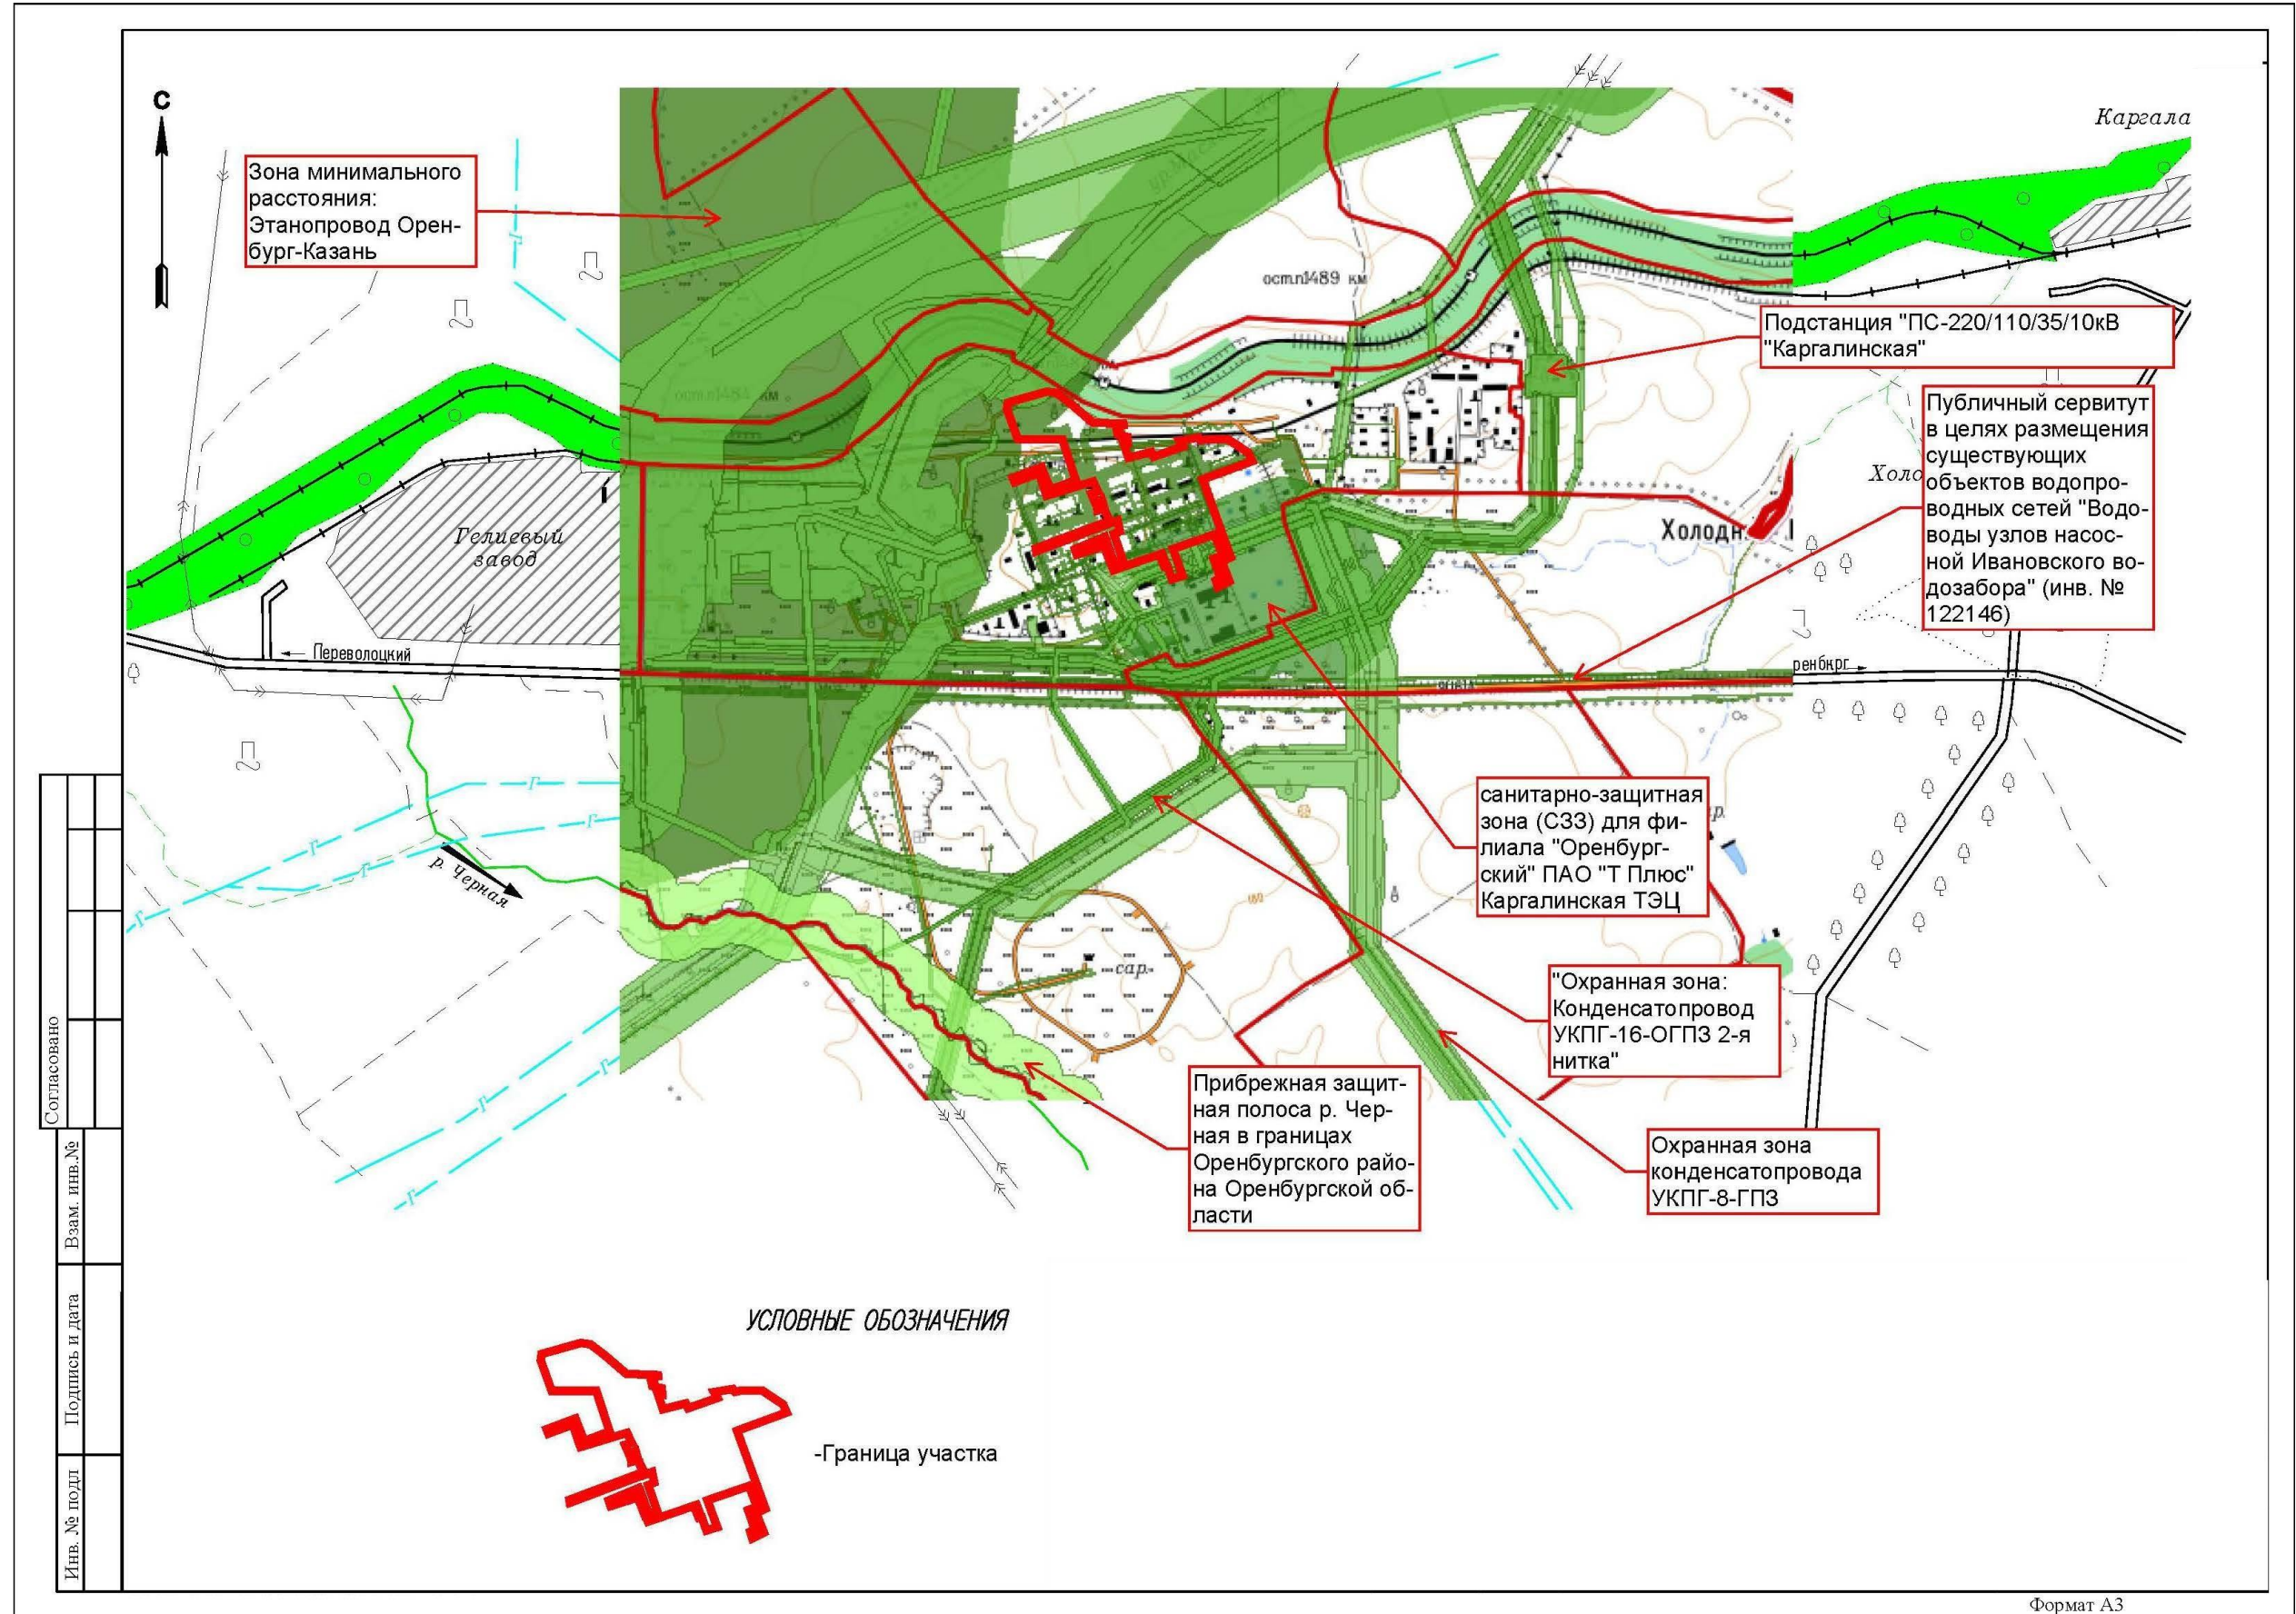 С
Каргала
Зона минимального
расстояния:
Этанопровод Орен-
бург-Казань
ост.п1489 км
Подстанция "ПС-220/110/35/10кВ
"Каргалинская"
Публичный сервитут
в целях размещения
существующих
объектов водопро-
водных сетей "Водо-
воды узлов насос-
ной Ивановского во-
дозабора" (инв. №
122146)
Холо
Холодн
Гелиевый
завод
Переволоцкий
ренбкрг
р. Черная
санитарно-защитная
зона (СЗЗ) для фи-
лиала "Оренбург-
ский" ПАО "Т Плюс"
Каргалинская ТЭЦ
сар.
"Охранная зона:
Конденсатопровод
УКПГ-16-ОГПЗ 2-я
нитка"
Прибрежная защит-
ная полоса р. Чер-
ная в границах
Оренбургского райо-
на Оренбургской об-
ласти
Охранная зона
конденсатопровода
УКПГ-8-ГПЗ
УСЛОВНЫЕ ОБОЗНАЧЕНИЯ
-Граница участка
Согласовано
Взам. инв.№
Подпись и дата
Инв. № подл
Формат А3